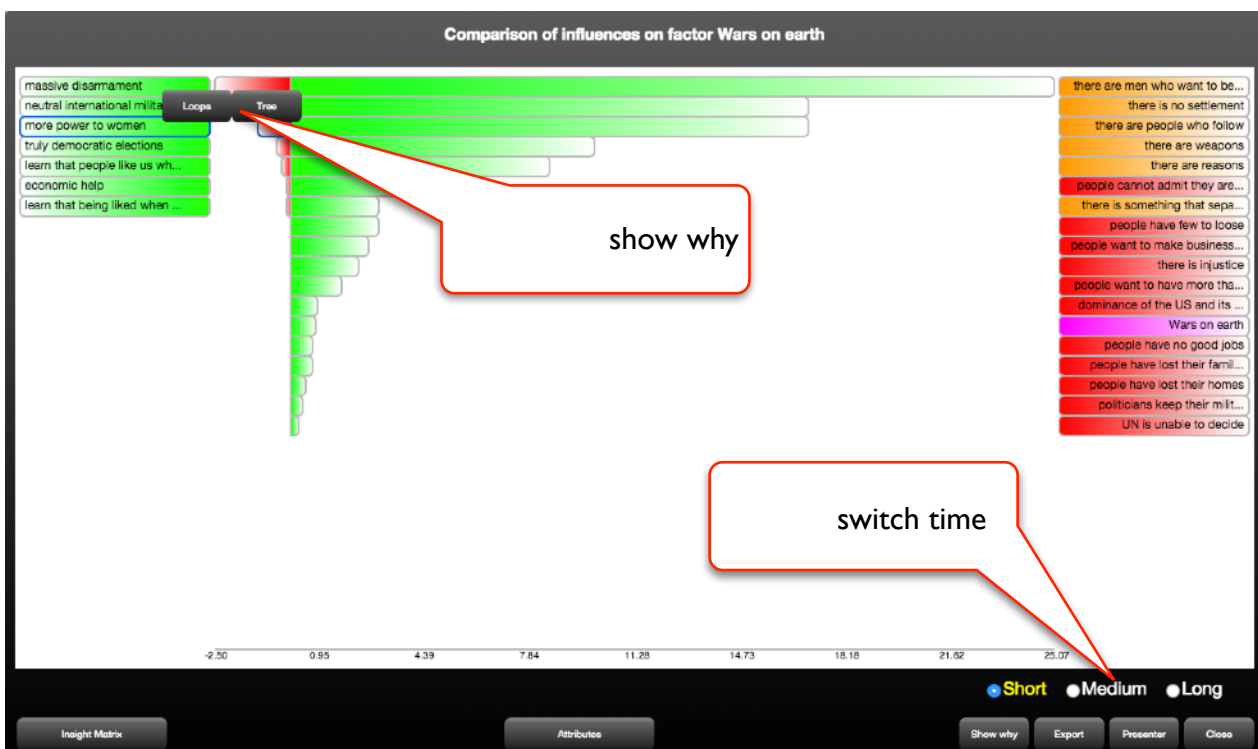 Comparison of influences on factor Wars on earth
massive disarmament
neutral international milita
more power to women
truly democratic elections
learn that people like us wh...
economic help
learn that being liked when ...
Loops
Tree
show why
there are men who want to be...
there is no settlement
there are people who follow
there are weapons
there are reasons
people cannot admit they are...
there is something that sepa...
people have few to loose
people want to make business...
there is injustice
people want to have more tha...
dominance of the US and its ...
Wars on earth
people have no good jobs
people have lost their famil...
people have lost their homes
politicians keep their milit...
UN is unable to decide
switch time
-2.50 0.95 4.39 7.84 11.28 14.73 18.18 21.62 25.07
Short Medium Long
Insight Matrix Attributes Show why Export Presenter Close